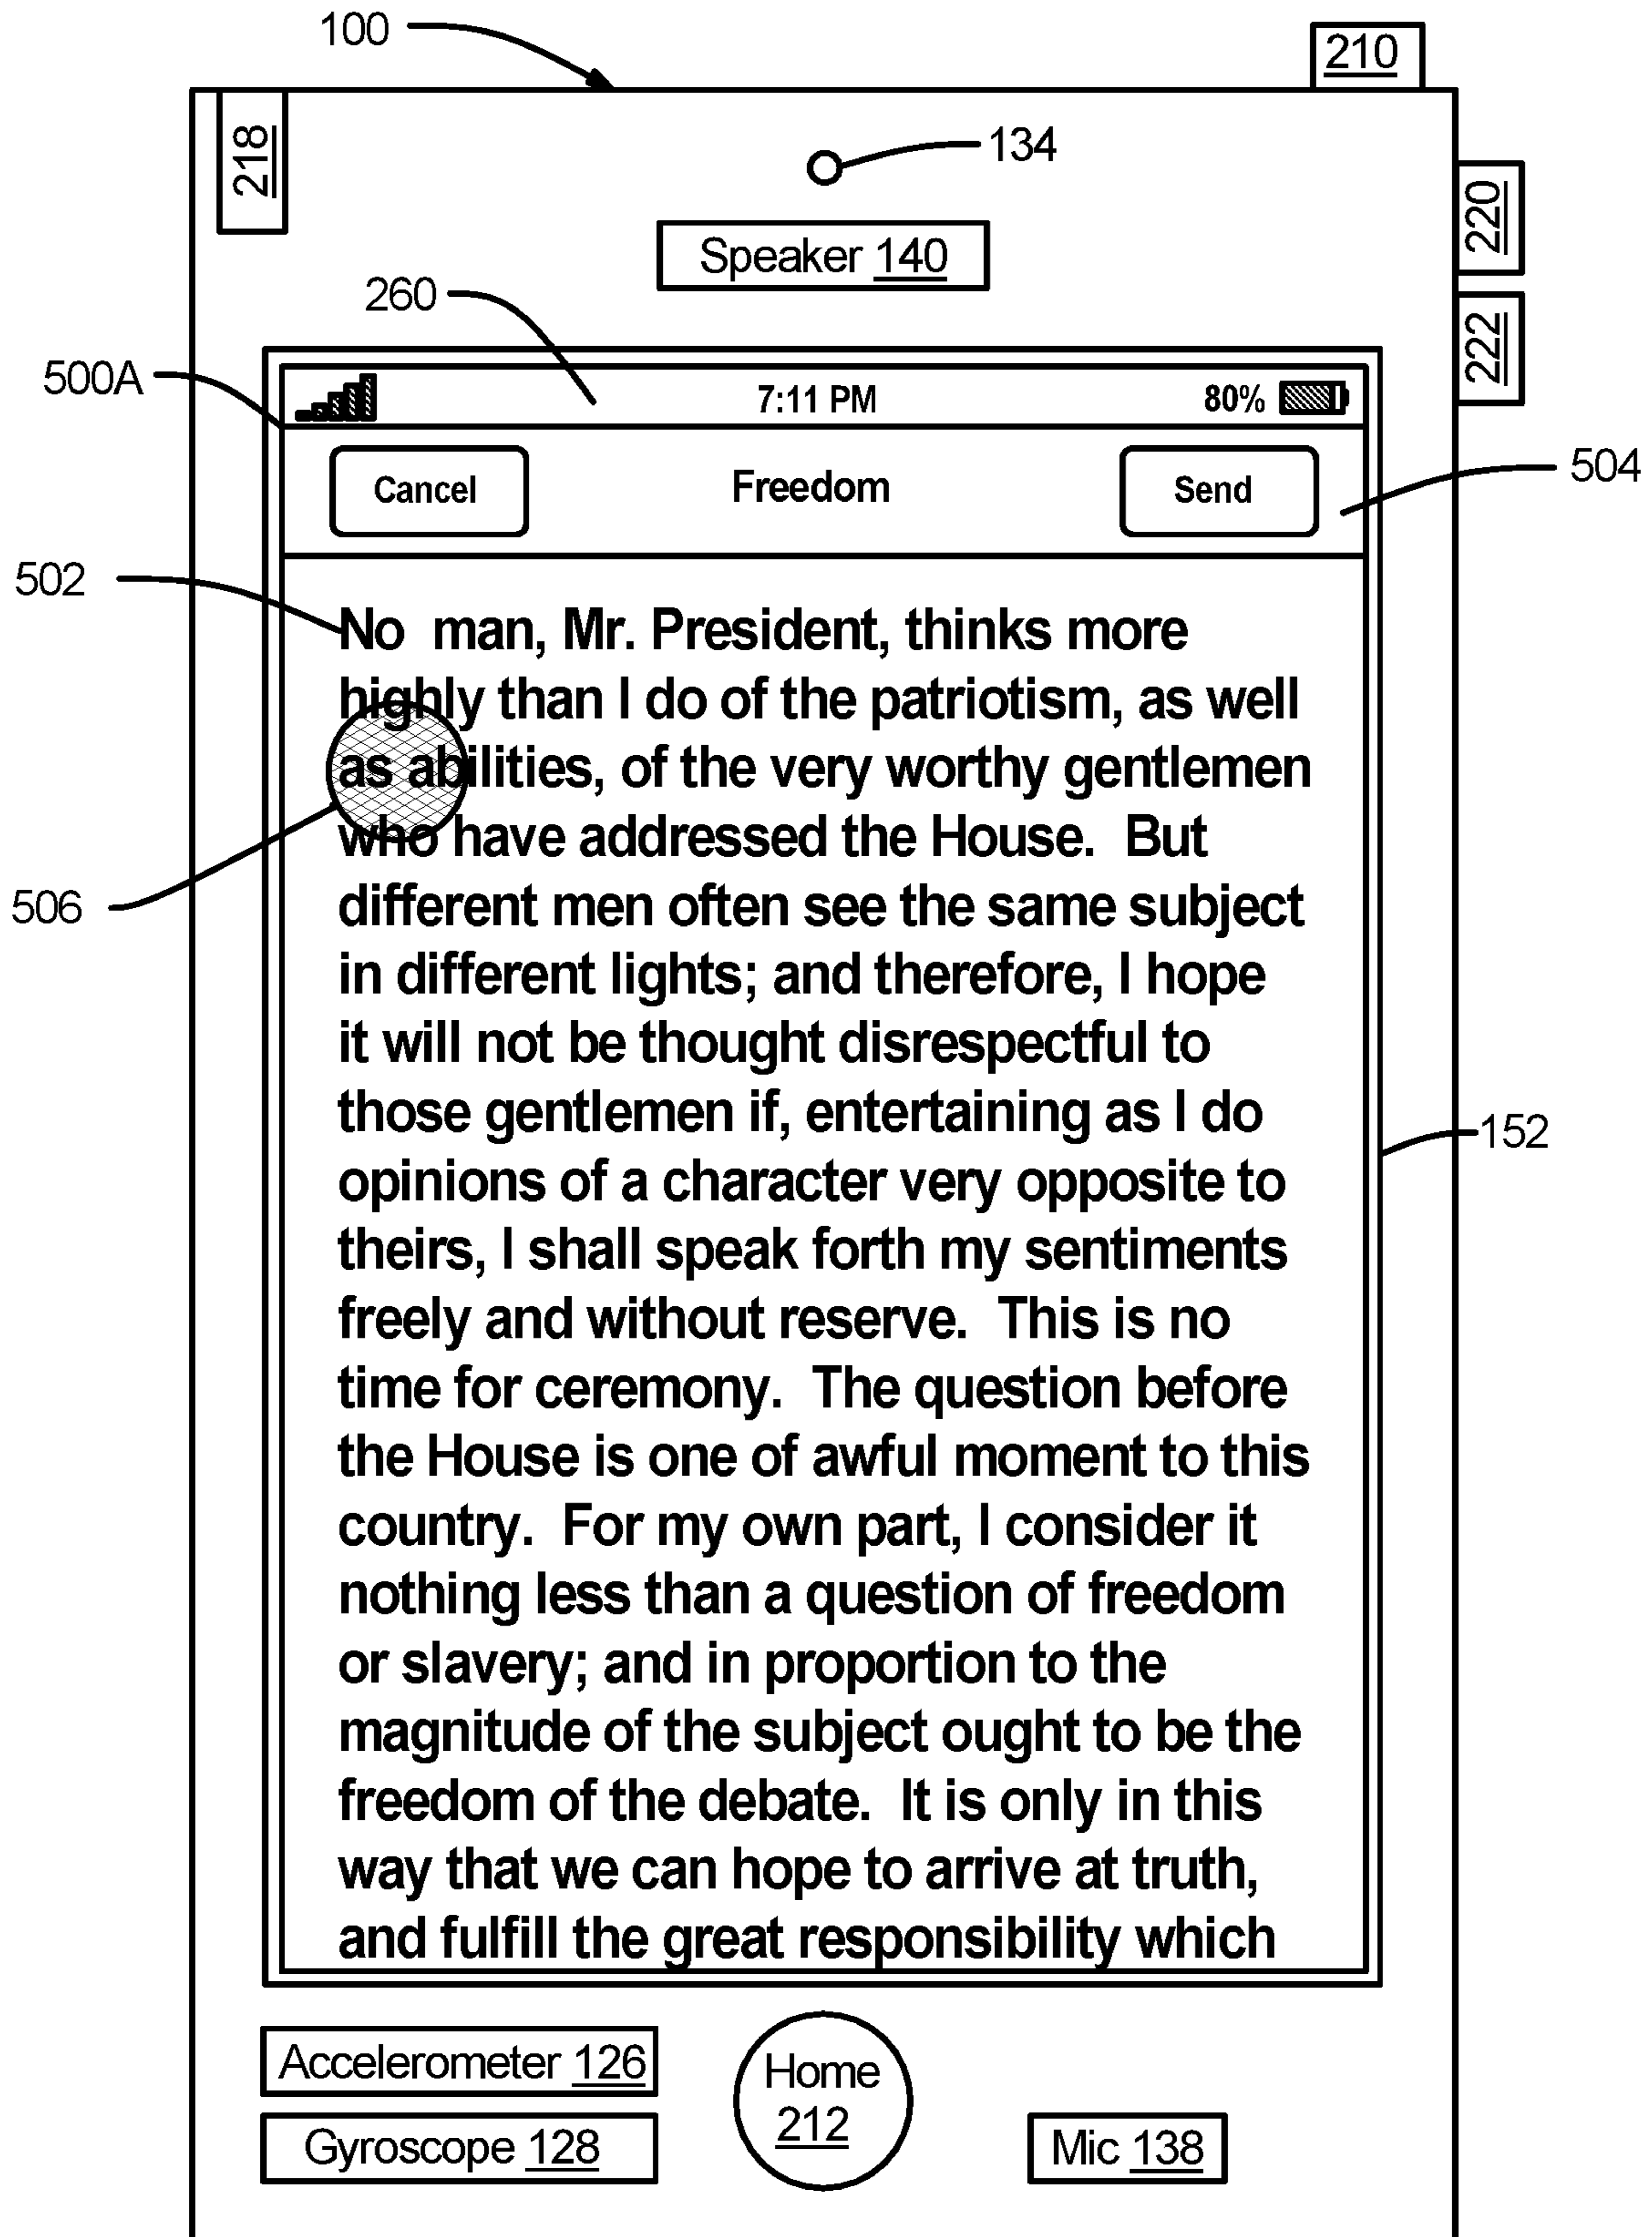 100
210
218
134
220
Speaker 140
260
222
500A
7:11 PM 80%
504
Cancel Freedom Send
502
No  man, Mr. President, thinks more
highly than I do of the patriotism, as well
as abilities, of the very worthy gentlemen
who have addressed the House.  But
506
different men often see the same subject
in different lights; and therefore, I hope
it will not be thought disrespectful to
those gentlemen if, entertaining as I do
152
opinions of a character very opposite to
theirs, I shall speak forth my sentiments
freely and without reserve.  This is no
time for ceremony.  The question before
the House is one of awful moment to this
country.  For my own part, I consider it
nothing less than a question of freedom
or slavery; and in proportion to the
magnitude of the subject ought to be the
freedom of the debate.  It is only in this
way that we can hope to arrive at truth,
and fulfill the great responsibility which
Accelerometer 126
Home
212
Gyroscope 128
Mic 138